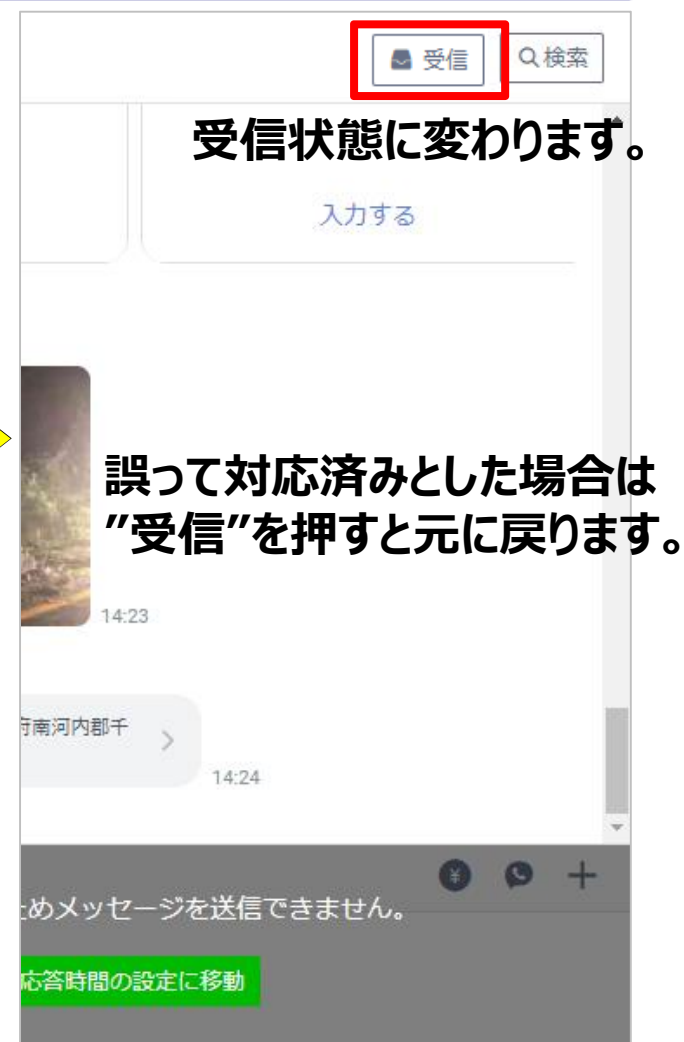 受信 検索
受信状態に変わります。
入力する
誤って対応済みとした場合は
”受信”を押すと元に戻ります。
14:23
府南河内郡千
14:24
ためメッセージを送信できません。
応答時間の設定に移動